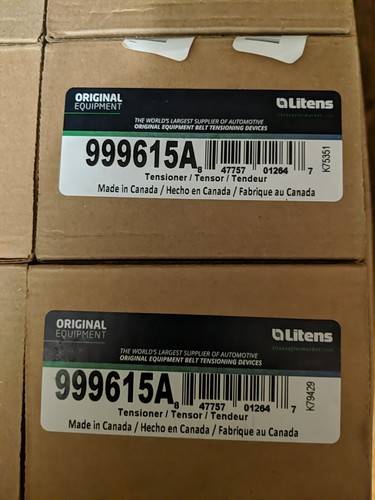 ORIGINAL
EQUIPMENT
Litens
THE WORLD'S LARGEST SUPPLIER OF AUTOMOTIVE
ORIGINAL EQUIPMENT BELT TENSIONING DEVICES
999615A
8 47757 01264 7
K75351
Tensioner / Tensor / Tendeur
Made in Canada / Hecho en Canada / Fabrique au Canada
ORIGINAL
EQUIPMENT
Litens
THE WORLD'S LARGEST SUPPLIER OF AUTOMOTIVE
ORIGINAL EQUIPMENT BELT TENSIONING DEVICES
999615A
8 47757 01264 7
K79429
Tensioner / Tensor / Tendeur
Made in Canada / Hecho en Canada / Fabrique au Canada